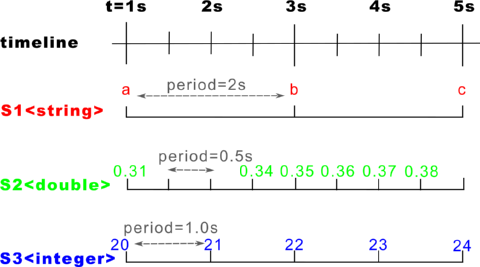 t=1s 2s 3s 4s 5s
timeline
a period=2s b c
S1<string>
0.31 period=0.5s 0.34 0.35 0.36 0.37 0.38
S2<double>
period=1.0s
20 21 22 23 24
S3<integer>